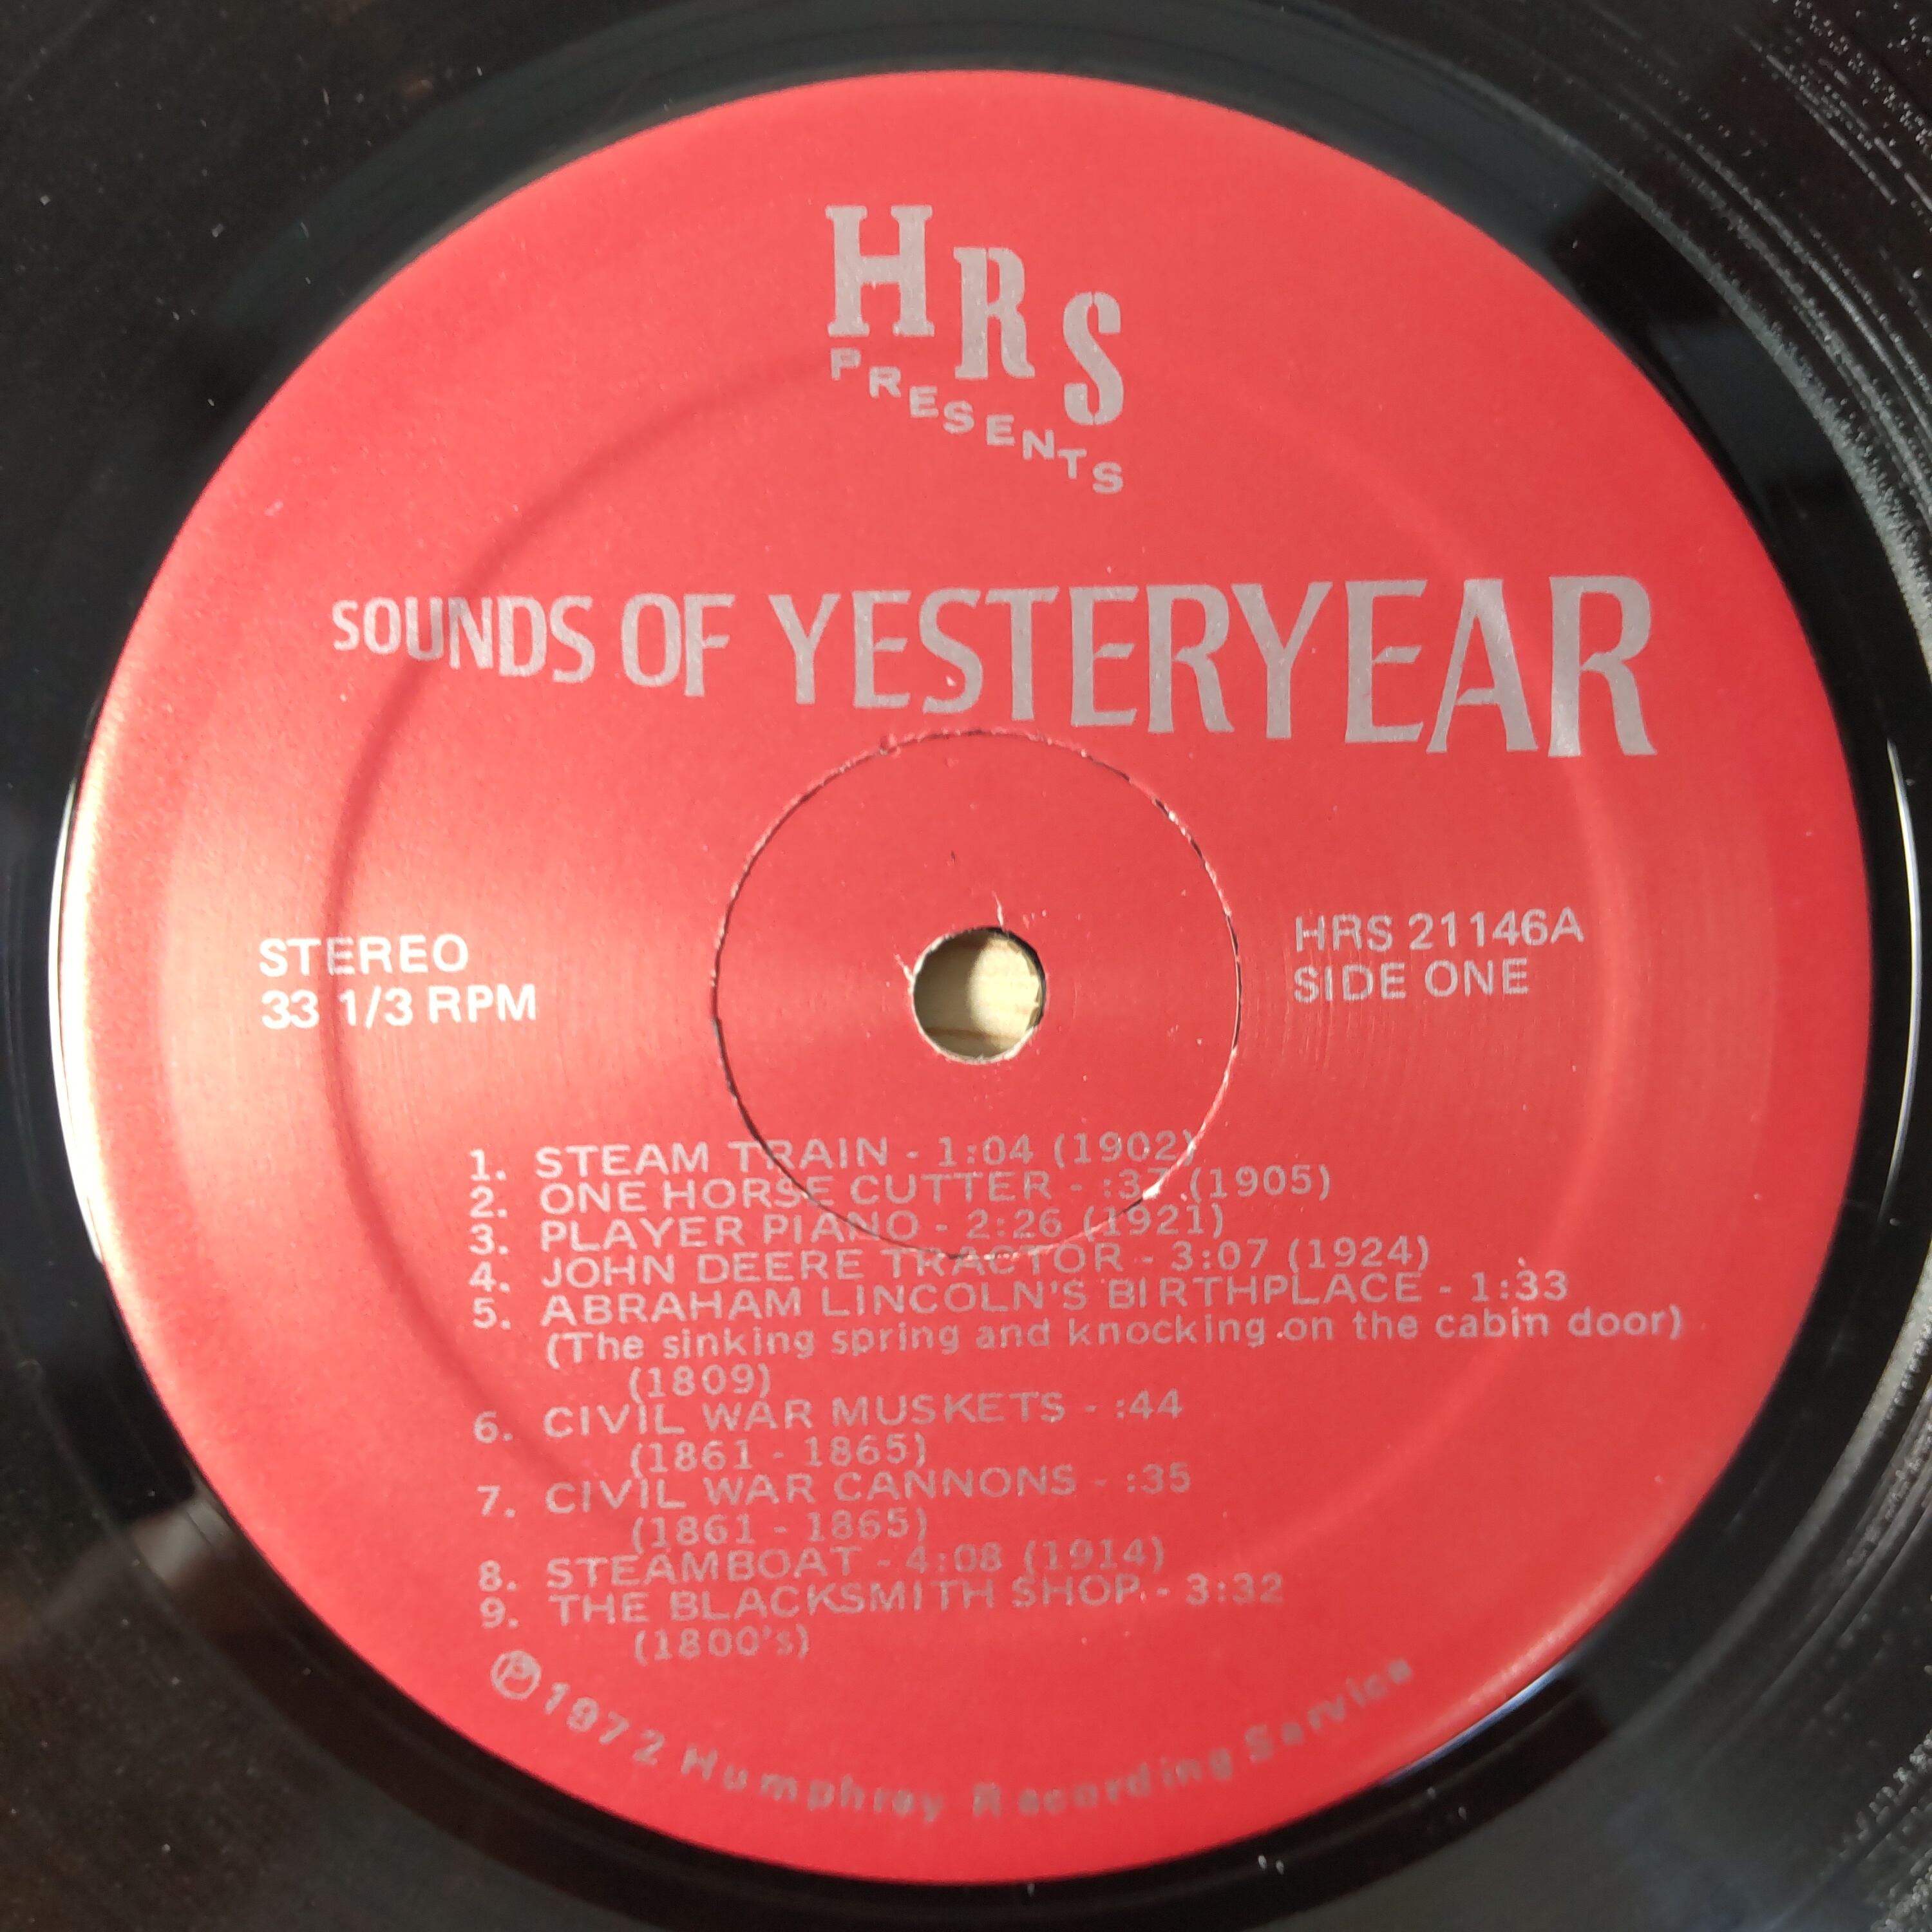 HRS
PRESENTS
SOUNDS OF YESTERYEAR
STEREO
33 1/3 RPM
HRS 21146A
SIDE ONE
1. STEAM TRAIN - 1:04 (1902)
2. ONE HORSE CUTTER - :37 (1905)
3. PLAYER PIANO - 2:26 (1921)
4. JOHN DEERE TRACTOR - 3:07 (1924)
5. ABRAHAM LINCOLN'S BIRTHPLACE - 1:33
(The sinking spring and knocking on the cabin door)
(1809)
6. CIVIL WAR MUSKETS - :44
(1861 - 1865)
7. CIVIL WAR CANNONS - :35
(1861 - 1865)
8. STEAMBOAT - 4:08 (1914)
9. THE BLACKSMITH SHOP - 3:32
(1800's)
℗ 1972 Humphrey Recording Service